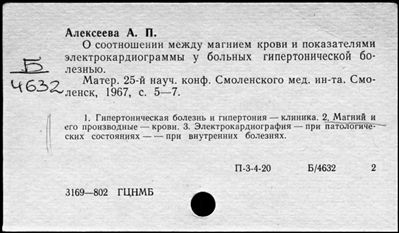 Алексеева А. П.
О соотношении между магнием крови и показателями
электрокардиограммы у больных гипертонической бо-
лезнью.
Б
4632
Матер. 25-й науч. конф. Смоленского мед. ин-та. Смо-
ленск, 1967, с. 5—7.
1. Гипертоническая болезнь и гипертония — клиника. 2. Магний и
его производные — крови. 3. Электрокардиография — при патологиче-
ских состояниях — — при внутренних болезнях.
П-3-4-20 Б/4632 2
3169—802 ГЦНМБ